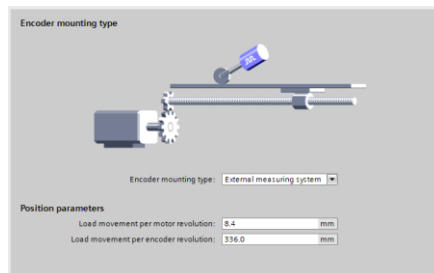 Encoder mounting type
Encoder mounting type: External measuring system
Position parameters
Load movement per motor revolution: 8.4 mm
Load movement per encoder revolution: 336.0 mm